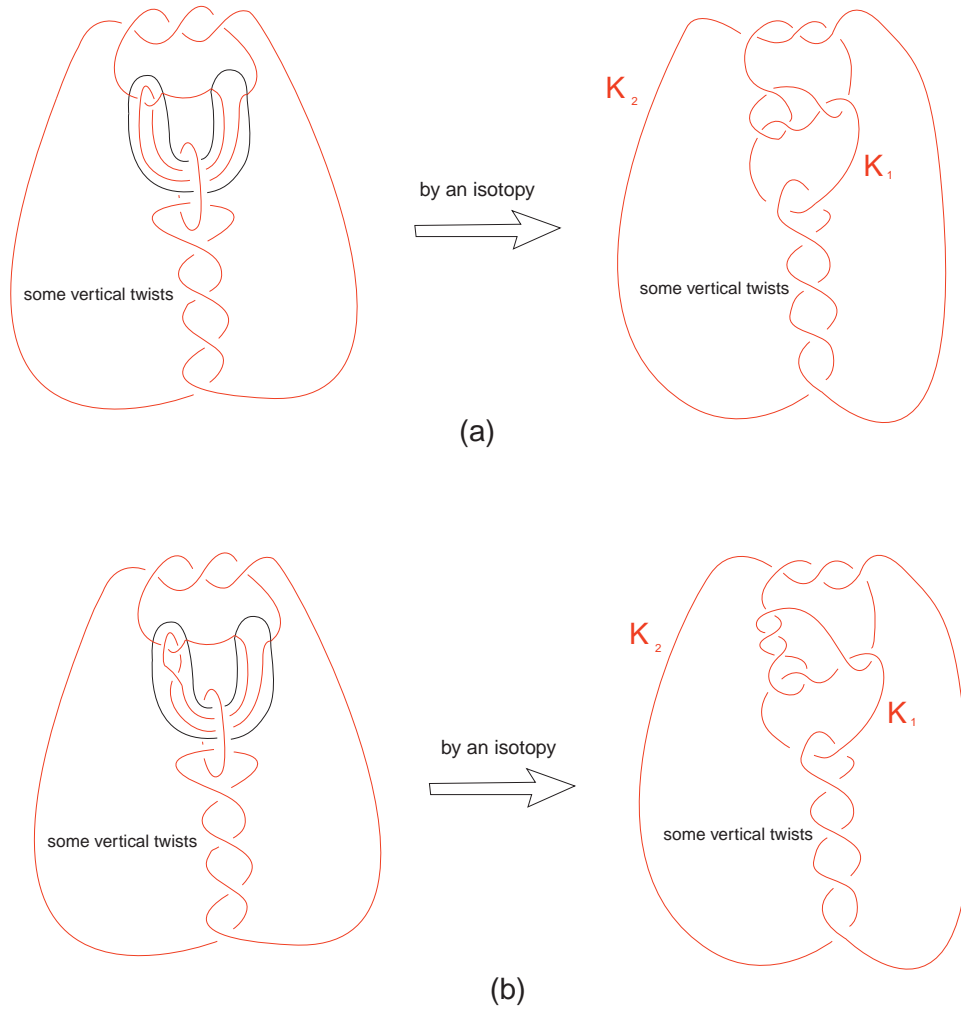 K₂
by an isotopy
K₁
some vertical twists
some vertical twists
(a)
K₂
K₁
by an isotopy
some vertical twists
some vertical twists
(b)